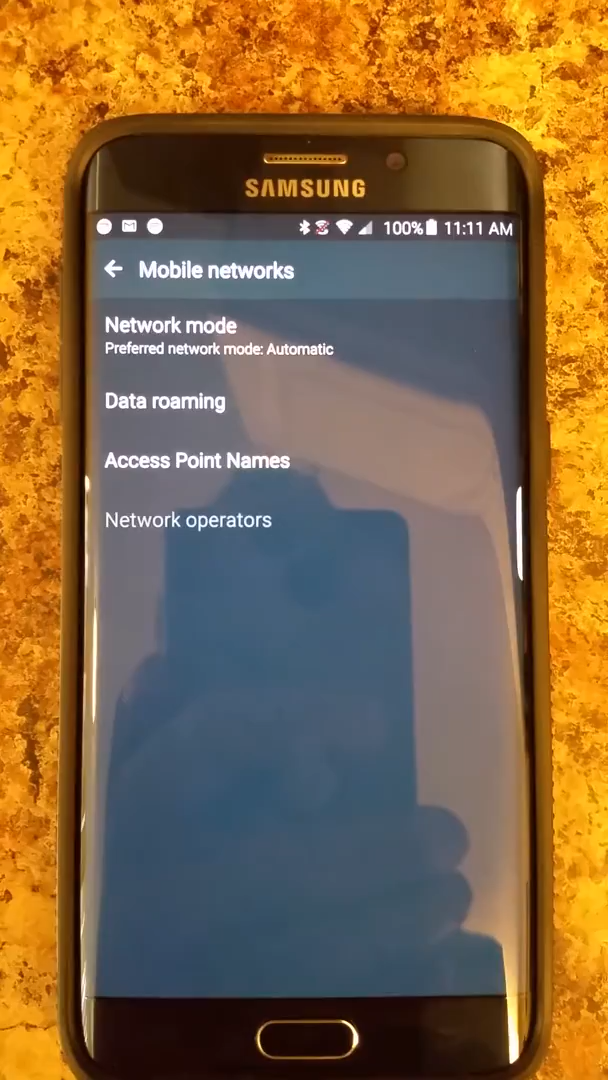 SAMSUNG
100% 11:11 AM
Mobile networks
Network mode
Preferred network mode: Automatic
Data roaming
Access Point Names
Network operators